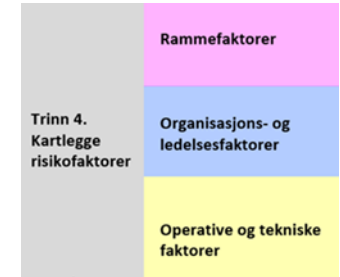 Trinn 4.
Kartlegge
risikofaktorer
Rammefaktorer
Organisasjons- og
ledelsesfaktorer
Operative og tekniske
faktorer